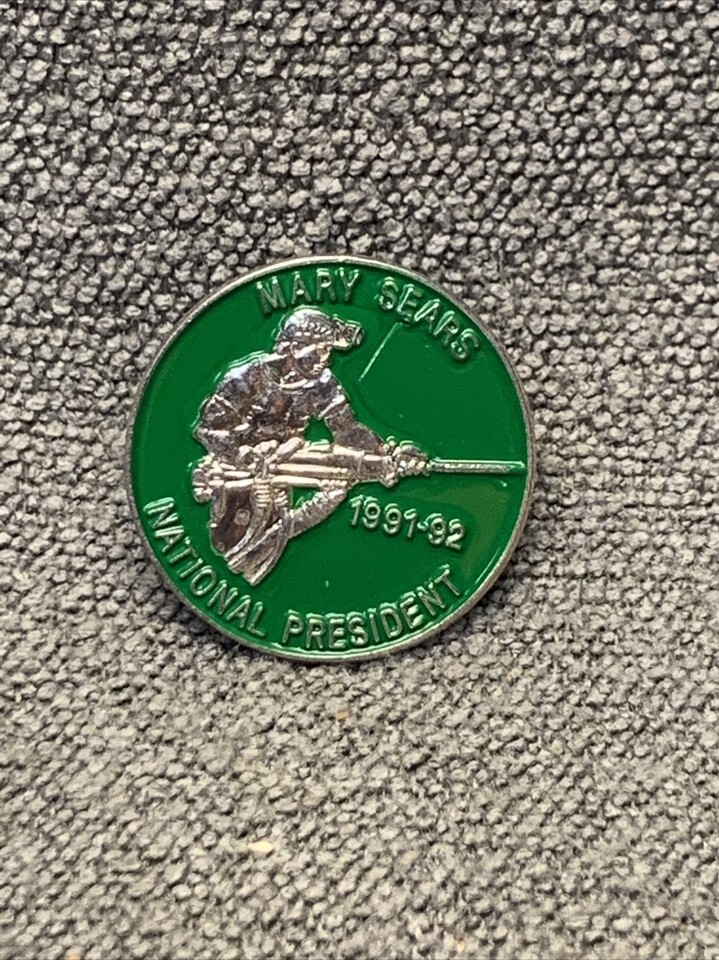 MARY SEARS
1991-92
NATIONAL PRESIDENT